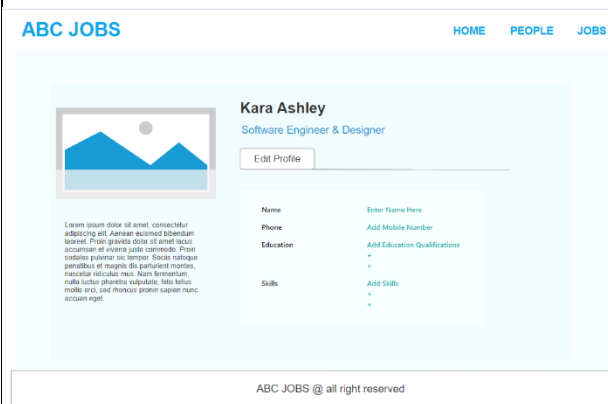 ABC JOBS
HOME PEOPLE JOBS
Kara Ashley
Software Engineer & Designer
Edit Profile
Name Enter Name Here
Phone Add Mobile Number
Education Add Education Qualifications
+
+
Skills Add Skills
+
+
Lorem ipsum dolor sit amet, consectetur
adipiscing elit. Aenean euismod bibendum
laoreet. Proin gravida dolor sit amet lacus
accumsan et viverra justo commodo. Proin
sodales pulvinar sic tempor. Sociis natoque
penatibus et magnis dis parturient montes,
nascetur ridiculus mus. Nam fermentum,
nulla luctus pharetra vulputate, felis tellus
mollis orci, sed rhoncus pronin sapien nunc
accuan eget.
ABC JOBS @ all right reserved